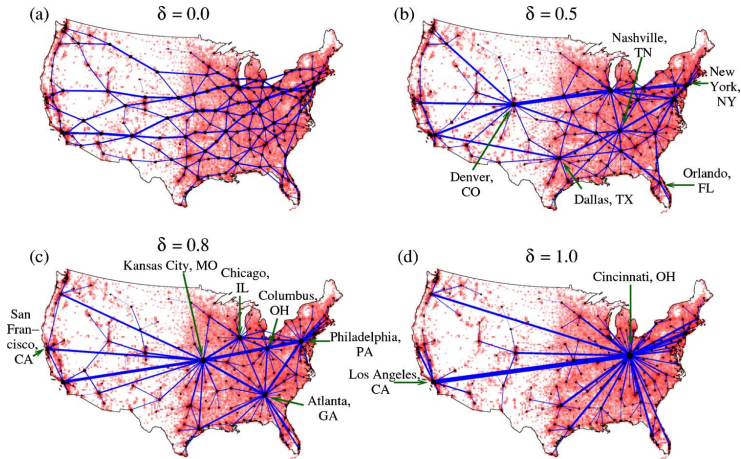 (a)
δ = 0.0
(b)
δ = 0.5
Nashville,
TN
New
York,
NY
Denver,
CO
Dallas, TX
Orlando,
FL
(c)
δ = 0.8
Kansas City, MO
Chicago,
IL
Columbus,
OH
San
Fran–
cisco,
CA
Philadelphia,
PA
Atlanta,
GA
(d)
δ = 1.0
Cincinnati, OH
Los Angeles,
CA